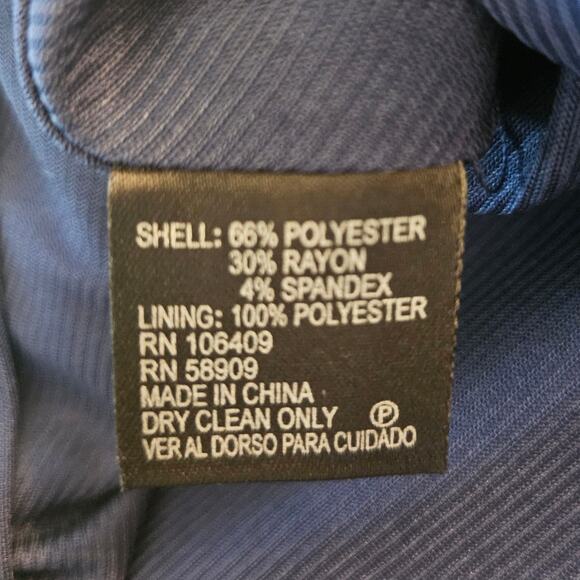 SHELL: 66% POLYESTER
30% RAYON
4% SPANDEX
LINING: 100% POLYESTER
RN 106409
RN 58909
MADE IN CHINA
DRY CLEAN ONLY Ⓟ
VER AL DORSO PARA CUIDADO